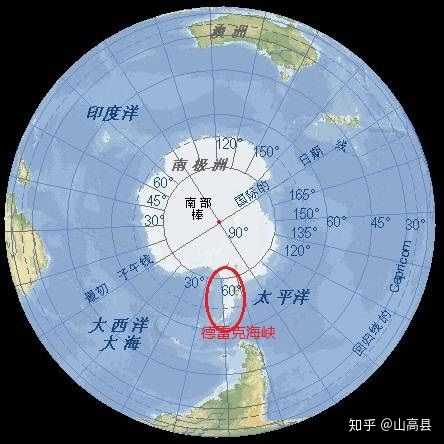 澳洲
印度洋
120°
150°
日期线
南极洲
国际的
60°
45°
30°
165°
150°
135°
120°
60°
45°
30°
南部
棒
90°
最初 子午线
Capricorn
30°
60°
太平洋
大西洋
大海
德雷克海峡
回归线的
知乎 @山高县